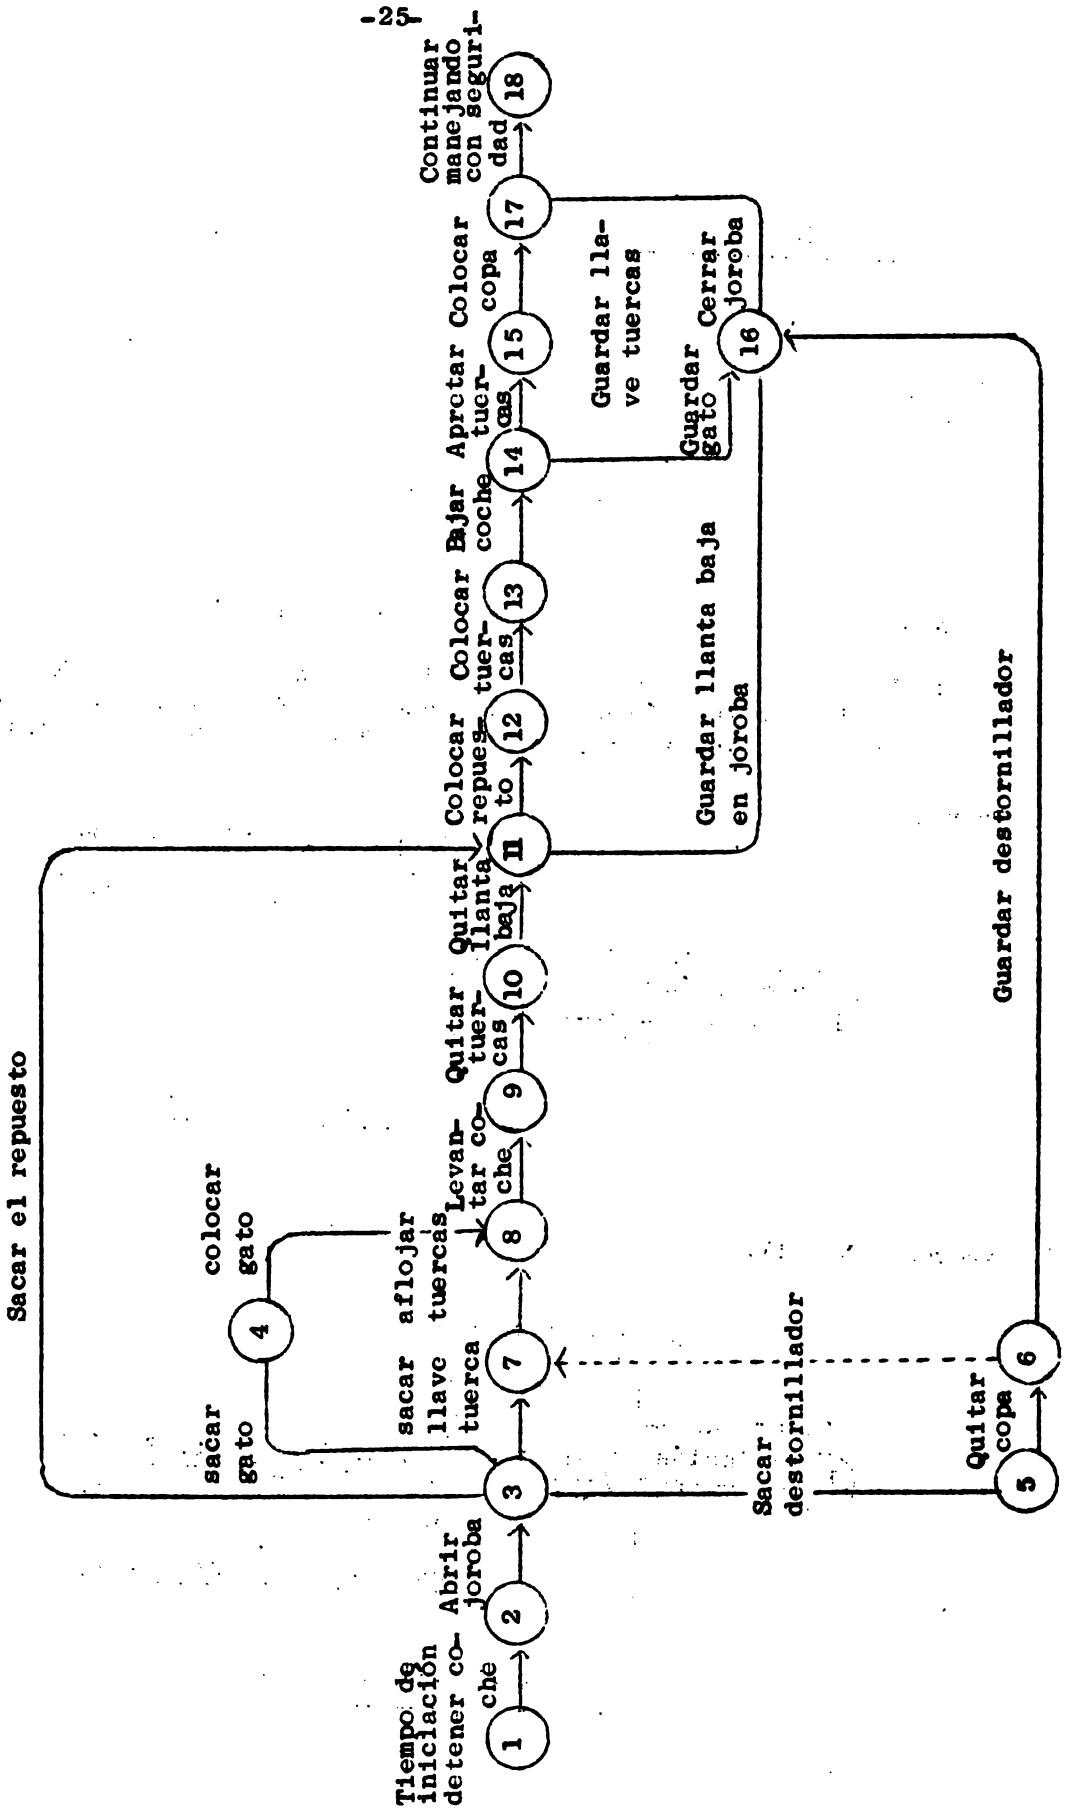 -25-
Sacar el repuesto
sacar
gato
4
colocar
gato
Tiempo de
iniciación
detener co-
che
1
2
Abrir
joroba
3
sacar
llave
tuerca
7
aflojar
tuercas
8
Levan-
tar co-
che
9
Quitar
tuer-
cas
10
Quitar
llanta
baja
11
Colocar
repues-
to
12
Colocar
tuer-
cas
13
Bajar
coche
14
Apretar
tuer-
cas
15
Colocar
copa
17
Continuar
manejando
con seguri-
dad
18
Guardar lla-
ve tuercas
Guardar
gato
16
Cerrar
joroba
Guardar llanta baja
en joroba
Sacar
destornillador
5
Quitar
copa
6
Guardar destornillador